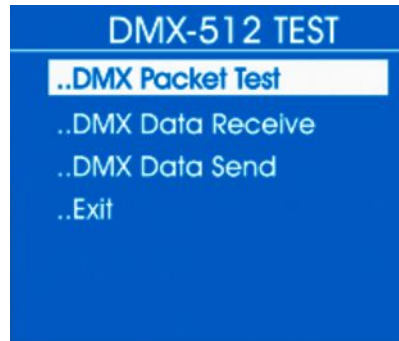 DMX-512 TEST
..DMX Packet Test
..DMX Data Receive
..DMX Data Send
..Exit